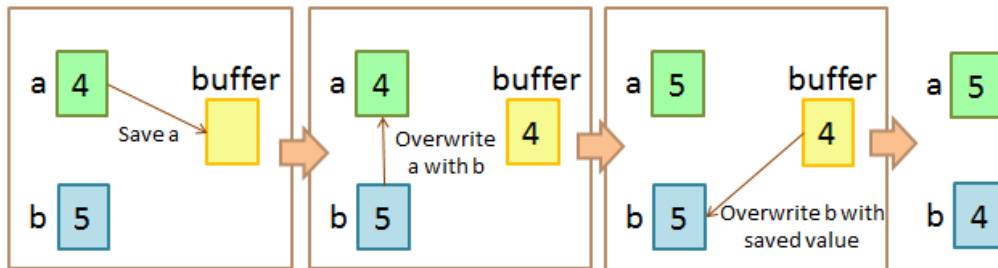 a 4
buffer
Save a
b 5
a 4
buffer
4
Overwrite
a with b
b 5
a 5
buffer
4
b 5
Overwrite b with
saved value
a 5
b 4